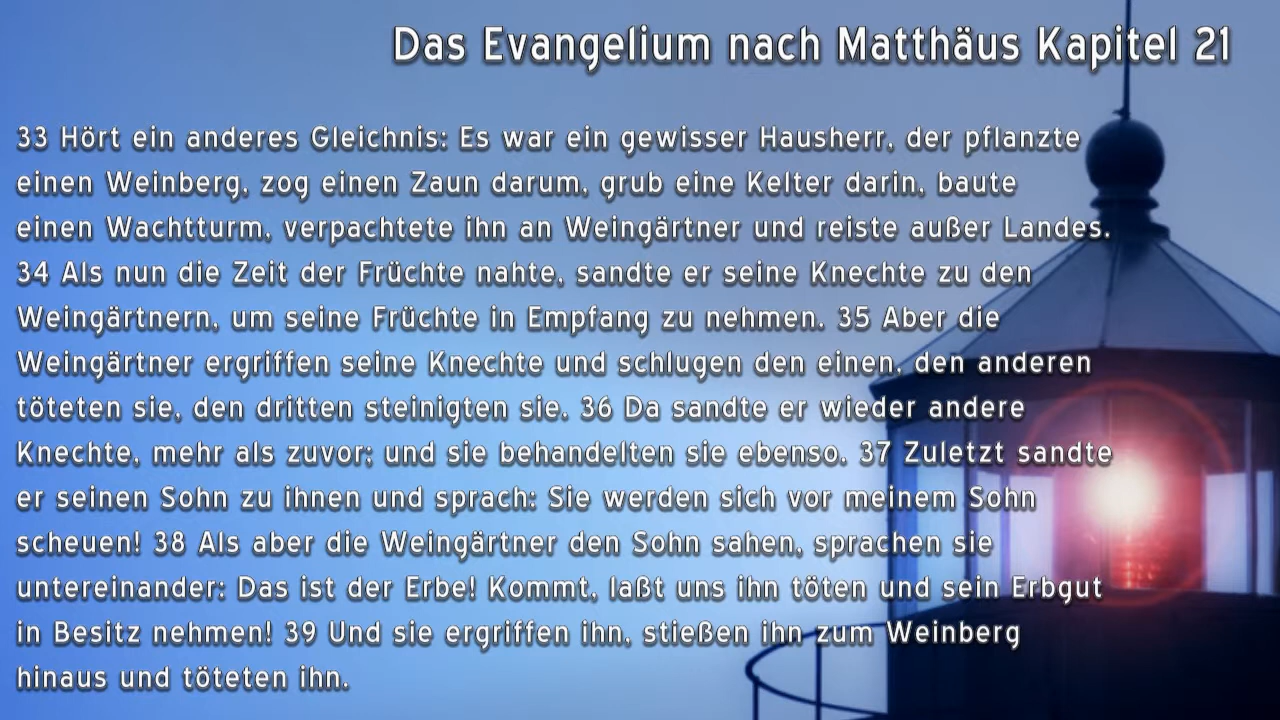 Das Evangelium nach Matthäus Kapitel 21
33 Hört ein anderes Gleichnis: Es war ein gewisser Hausherr, der pflanzte
einen Weinberg, zog einen Zaun darum, grub eine Kelter darin, baute
einen Wachtturm, verpachtete ihn an Weingärtner und reiste außer Landes.
34 Als nun die Zeit der Früchte nahte, sandte er seine Knechte zu den
Weingärtnern, um seine Früchte in Empfang zu nehmen. 35 Aber die
Weingärtner ergriffen seine Knechte und schlugen den einen, den anderen
töteten sie, den dritten steinigten sie. 36 Da sandte er wieder andere
Knechte, mehr als zuvor; und sie behandelten sie ebenso. 37 Zuletzt sandte
er seinen Sohn zu ihnen und sprach: Sie werden sich vor meinem Sohn
scheuen! 38 Als aber die Weingärtner den Sohn sahen, sprachen sie
untereinander: Das ist der Erbe! Kommt, laßt uns ihn töten und sein Erbgut
in Besitz nehmen! 39 Und sie ergriffen ihn, stießen ihn zum Weinberg
hinaus und töteten ihn.